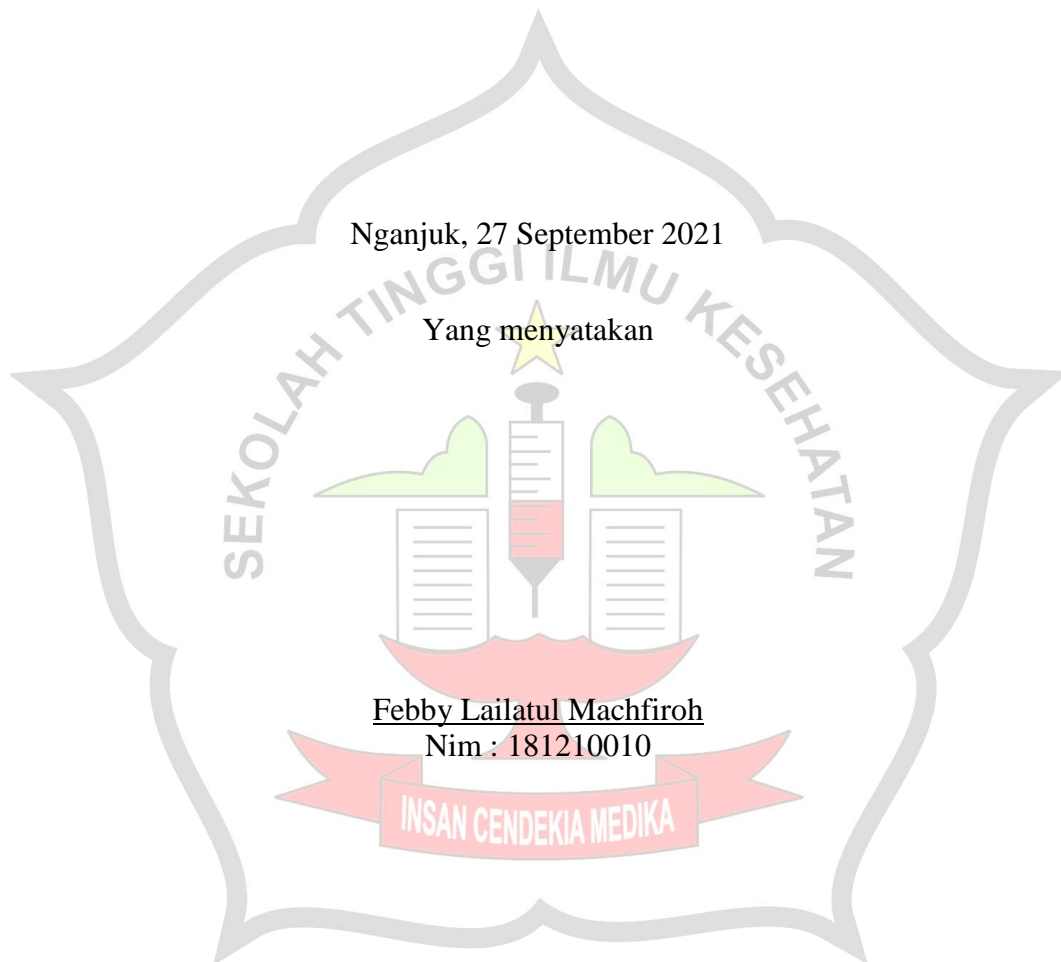 Nganjuk, 27 September 2021
SEKOLAH TINGGI ILMU KESEHATAN
Yang menyatakan
Febby Lailatul Machfiroh
Nim : 181210010
INSAN CENDEKIA MEDIKA